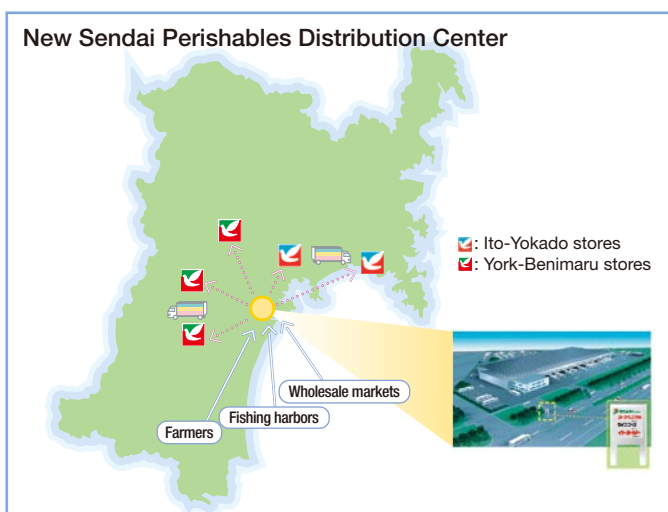 New Sendai Perishables Distribution Center
: Ito-Yokado stores
: York-Benimaru stores
Wholesale markets
Fishing harbors
Farmers